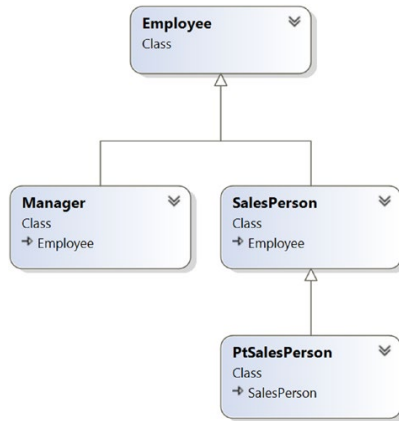 Employee
Class
Manager
Class
Employee
SalesPerson
Class
Employee
PtSalesPerson
Class
SalesPerson